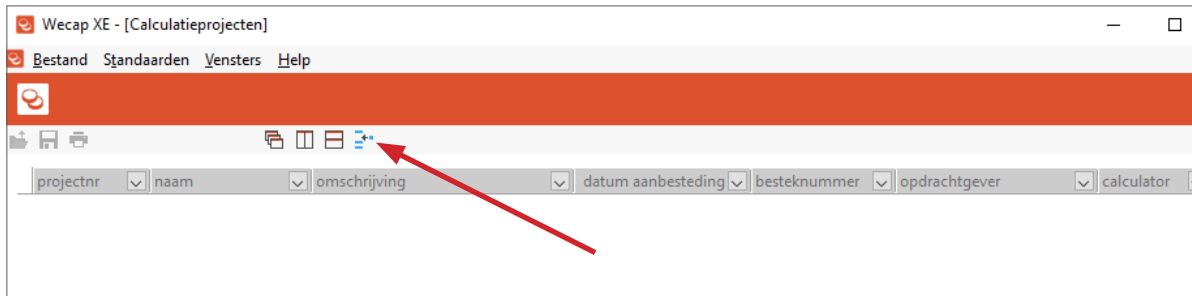 Wecap XE - [Calculatieprojecten]
Bestand Standaarden Vensters Help
projectnr naam omschrijving datum aanbesteding besteknummer opdrachtgever calculator